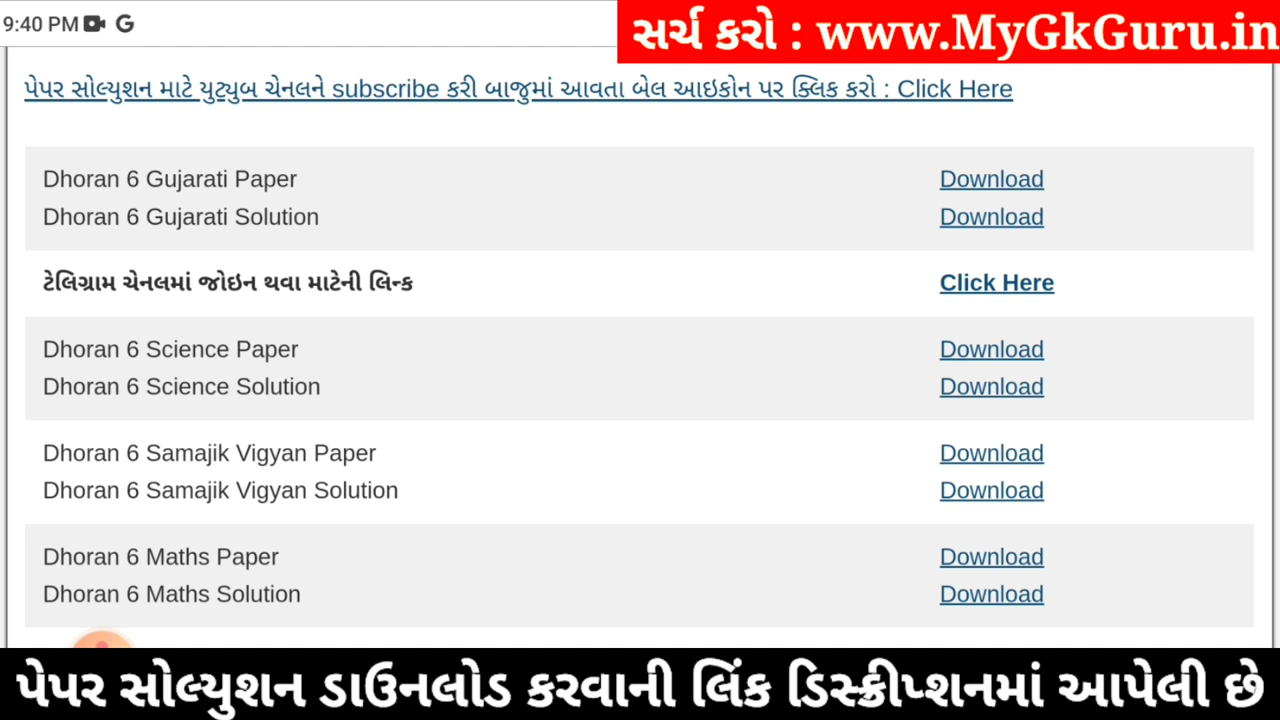 9:40 PM
સર્ચ કરો : www.MyGkGuru.in
પેપર સોલ્યુશન માટે યુટ્યુબ ચેનલને subscribe કરી બાજુમાં આવતા બેલ આઇકોન પર ક્લિક કરો : Click Here
Dhoran 6 Gujarati Paper Download
Dhoran 6 Gujarati Solution Download
ટેલિગ્રામ ચેનલમાં જોઇન થવા માટેની લિન્ક Click Here
Dhoran 6 Science Paper Download
Dhoran 6 Science Solution Download
Dhoran 6 Samajik Vigyan Paper Download
Dhoran 6 Samajik Vigyan Solution Download
Dhoran 6 Maths Paper Download
Dhoran 6 Maths Solution Download
પેપર સોલ્યુશન ડાઉનલોડ કરવાની લિંક ડિસ્ક્રીપ્શનમાં આપેલી છે